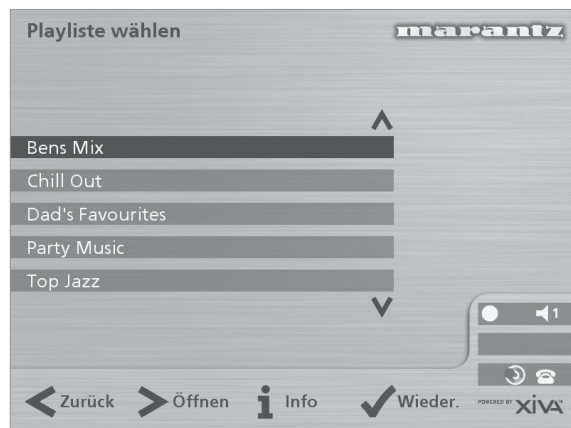 Playliste wählen
marantz
Bens Mix
Chill Out
Dad's Favourites
Party Music
Top Jazz
1
Zurück Öffnen Info Wieder.
POWERED BY XiVA